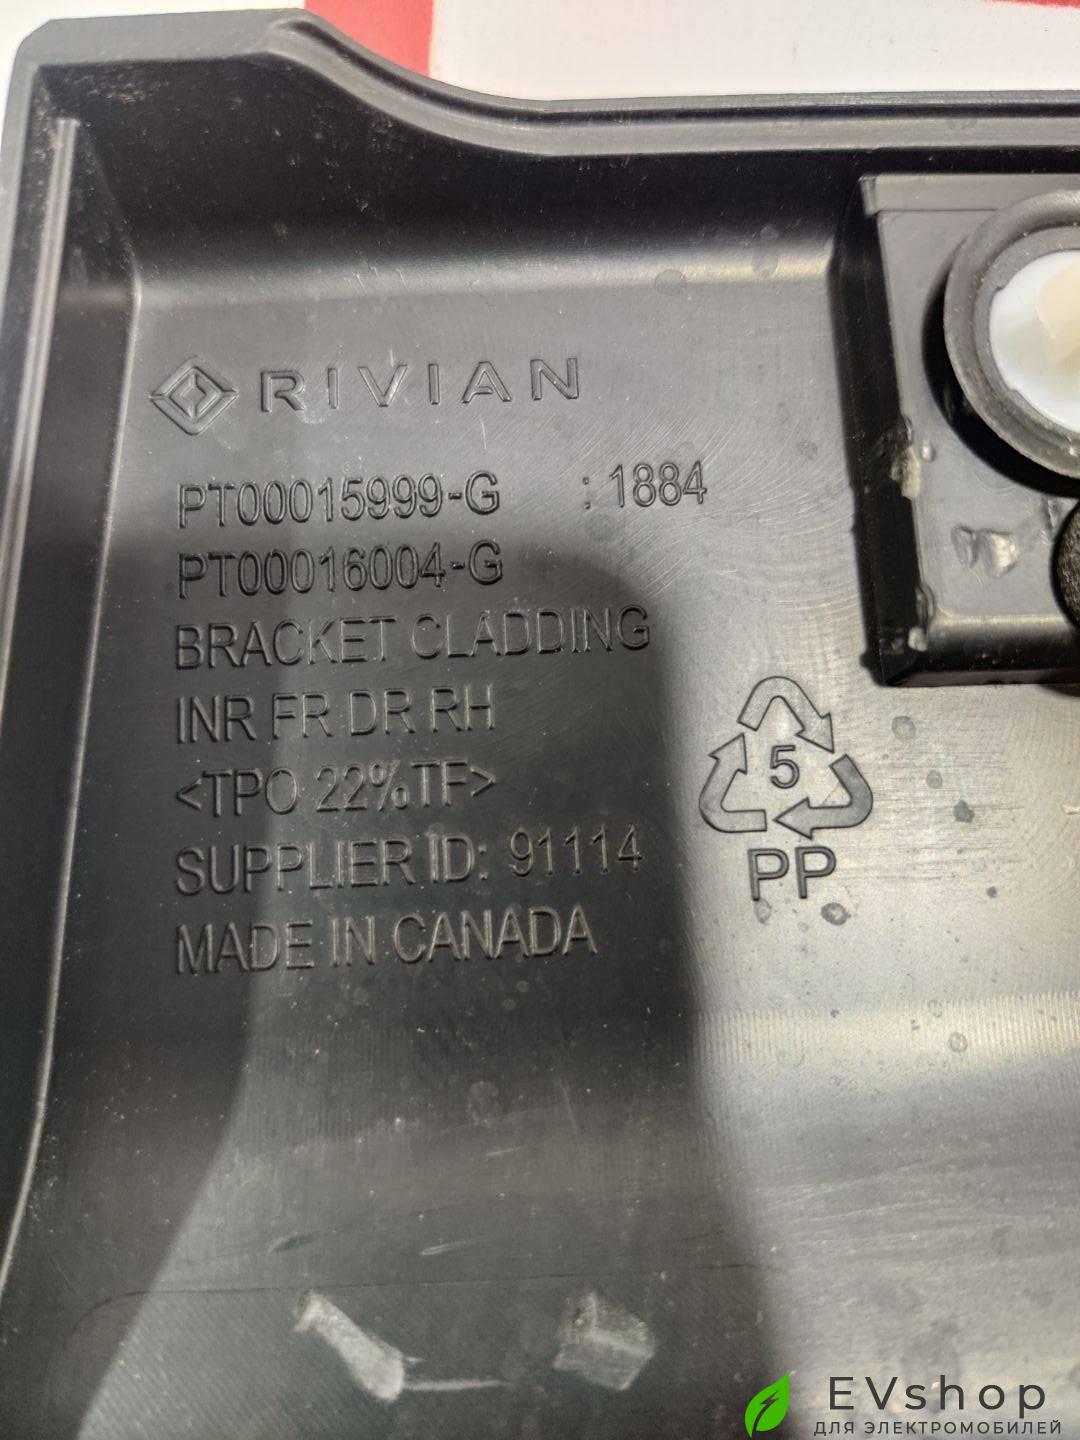 RIVIAN
PT00015999-G : 1884
PT00016004-G
BRACKET CLADDING
INR FR DR RH
<TPO 22%TF>
SUPPLIER ID: 91114
MADE IN CANADA
5
PP
EVshop
ДЛЯ ЭЛЕКТРОМОБИЛЕЙ